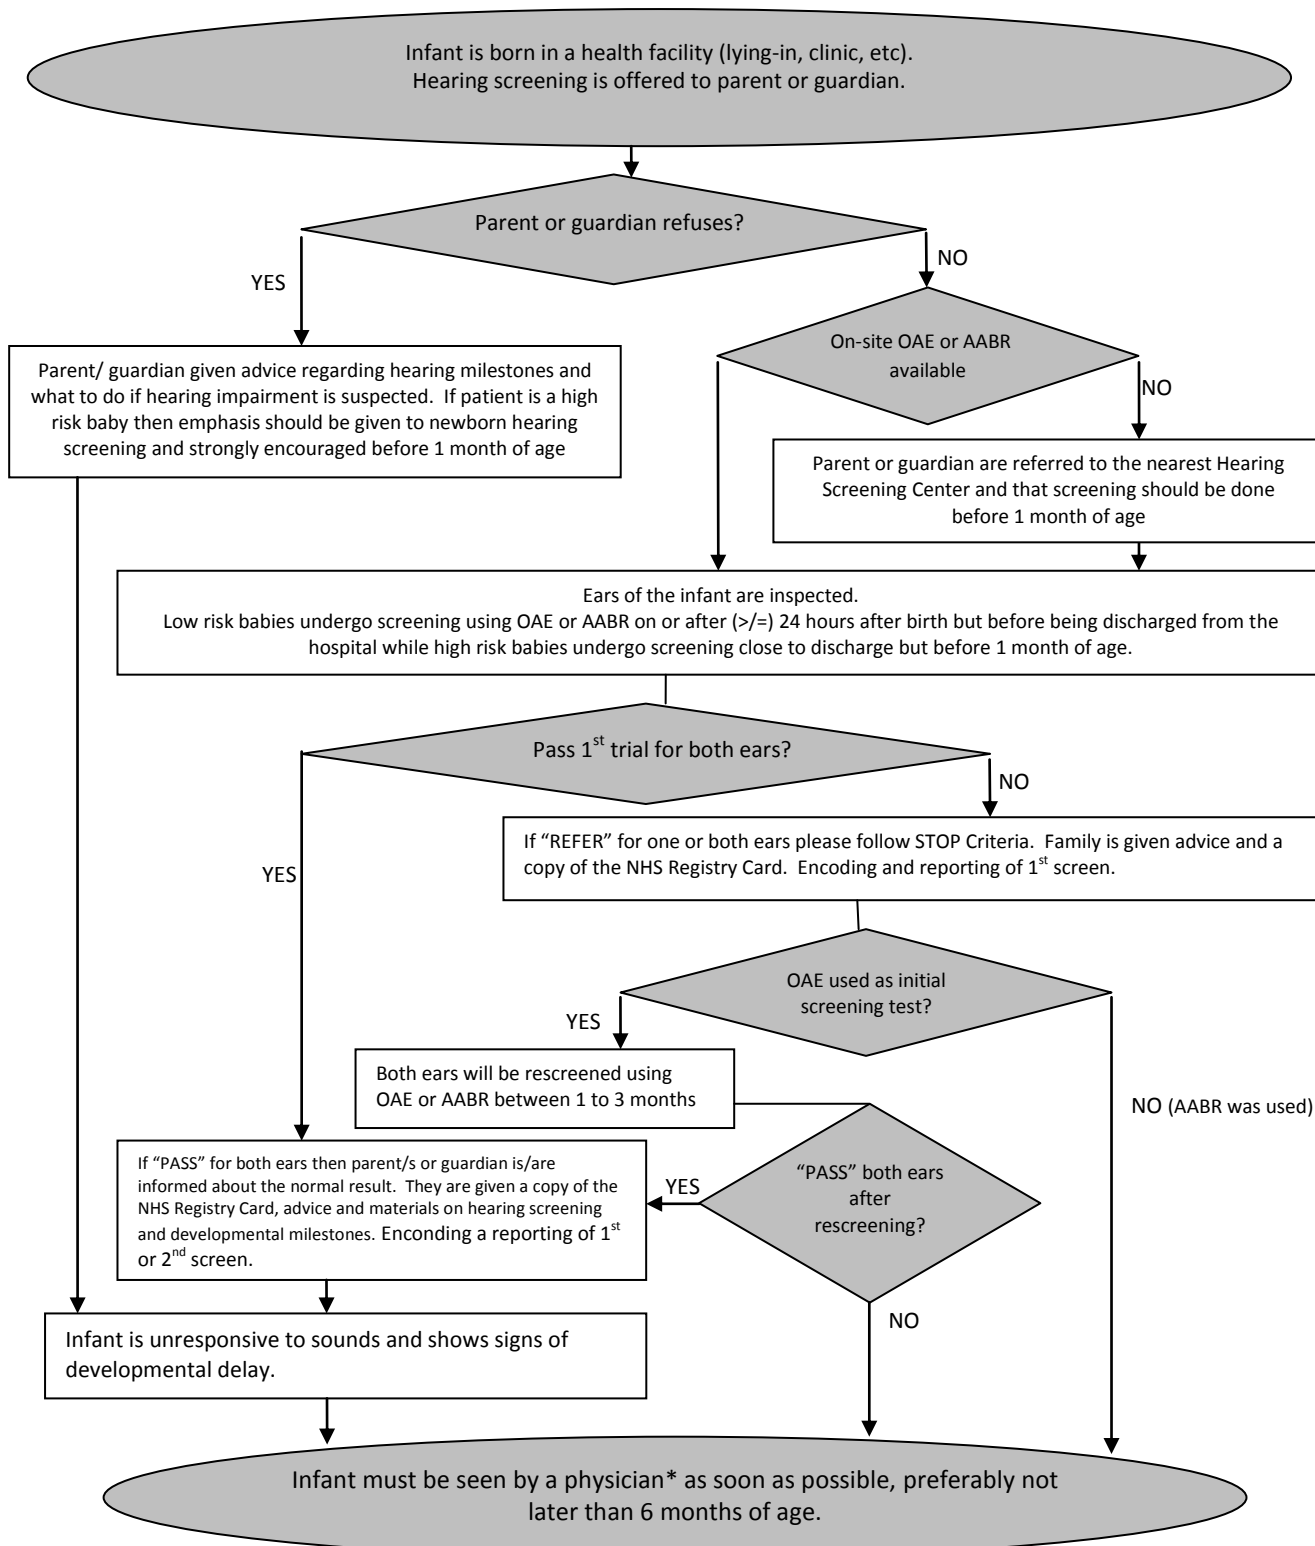 Infant is born in a health facility (lying-in, clinic, etc).
Hearing screening is offered to parent or guardian.
Parent or guardian refuses?
YES
NO
On-site OAE or AABR
available
NO
Parent/ guardian given advice regarding hearing milestones and
what to do if hearing impairment is suspected. If patient is a high
risk baby then emphasis should be given to newborn hearing
screening and strongly encouraged before 1 month of age
Parent or guardian are referred to the nearest Hearing
Screening Center and that screening should be done
before 1 month of age
Ears of the infant are inspected.
Low risk babies undergo screening using OAE or AABR on or after (>/=) 24 hours after birth but before being discharged from the
hospital while high risk babies undergo screening close to discharge but before 1 month of age.
Pass 1st trial for both ears?
NO
YES
If “REFER” for one or both ears please follow STOP Criteria. Family is given advice and a
copy of the NHS Registry Card. Encoding and reporting of 1st screen.
OAE used as initial
screening test?
YES
NO (AABR was used)
Both ears will be rescreened using
OAE or AABR between 1 to 3 months
“PASS” both ears
after
rescreening?
YES
NO
If “PASS” for both ears then parent/s or guardian is/are
informed about the normal result. They are given a copy of the
NHS Registry Card, advice and materials on hearing screening
and developmental milestones. Enconding a reporting of 1st
or 2nd screen.
Infant is unresponsive to sounds and shows signs of
developmental delay.
Infant must be seen by a physician* as soon as possible, preferably not
later than 6 months of age.